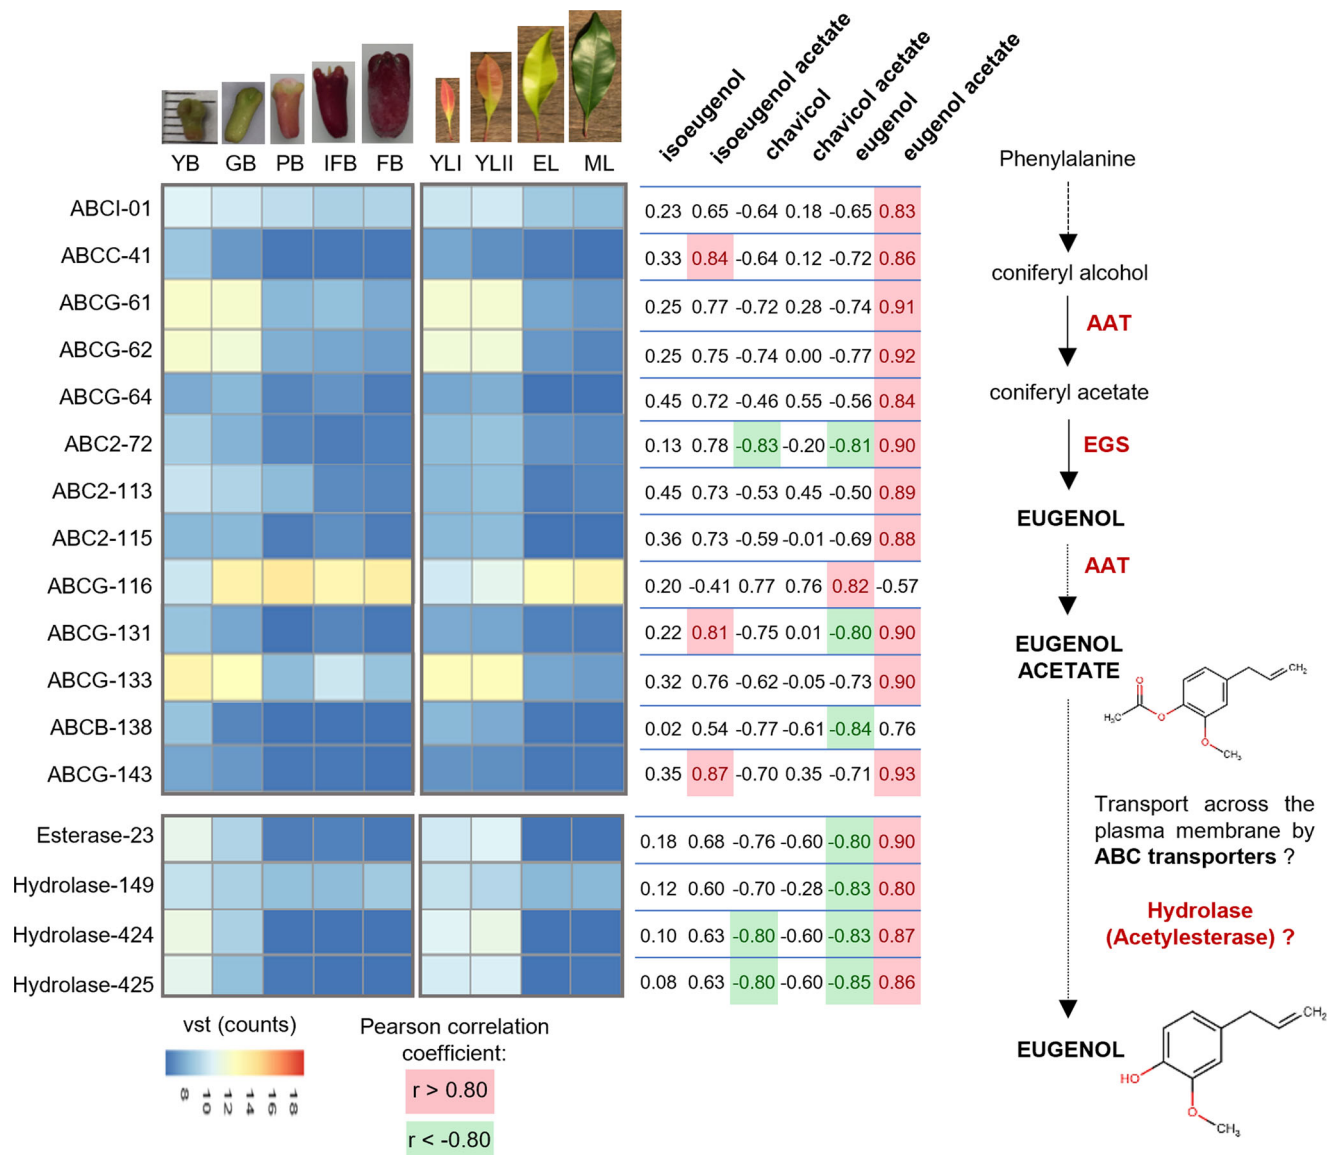 isoeugenol
isoeugenol acetate
chavicol
chavicol acetate
eugenol
eugenol acetate
YB GB PB IFB FB YLI YLII EL ML
ABCI-01 0.23 0.65 -0.64 0.18 -0.65 0.83
ABCC-41 0.33 0.84 -0.64 0.12 -0.72 0.86
ABCG-61 0.25 0.77 -0.72 0.28 -0.74 0.91
ABCG-62 0.25 0.75 -0.74 0.00 -0.77 0.92
ABCG-64 0.45 0.72 -0.46 0.55 -0.56 0.84
ABC2-72 0.13 0.78 -0.83 -0.20 -0.81 0.90
ABC2-113 0.45 0.73 -0.53 0.45 -0.50 0.89
ABC2-115 0.36 0.73 -0.59 -0.01 -0.69 0.88
ABCG-116 0.20 -0.41 0.77 0.76 0.82 -0.57
ABCG-131 0.22 0.81 -0.75 0.01 -0.80 0.90
ABCG-133 0.32 0.76 -0.62 -0.05 -0.73 0.90
ABCB-138 0.02 0.54 -0.77 -0.61 -0.84 0.76
ABCG-143 0.35 0.87 -0.70 0.35 -0.71 0.93
Esterase-23 0.18 0.68 -0.76 -0.60 -0.80 0.90
Hydrolase-149 0.12 0.60 -0.70 -0.28 -0.83 0.80
Hydrolase-424 0.10 0.63 -0.80 -0.60 -0.83 0.87
Hydrolase-425 0.08 0.63 -0.80 -0.60 -0.85 0.86
vst (counts)
8 10 12 14 16 18
Pearson correlation
coefficient:
r > 0.80
r < -0.80
Phenylalanine
coniferyl alcohol
AAT
coniferyl acetate
EGS
EUGENOL
AAT
EUGENOL
ACETATE
O
H₃C
O
O
CH₃
CH₂
Transport across the
plasma membrane by
ABC transporters ?
Hydrolase
(Acetylesterase) ?
EUGENOL
HO
O
CH₃
CH₂